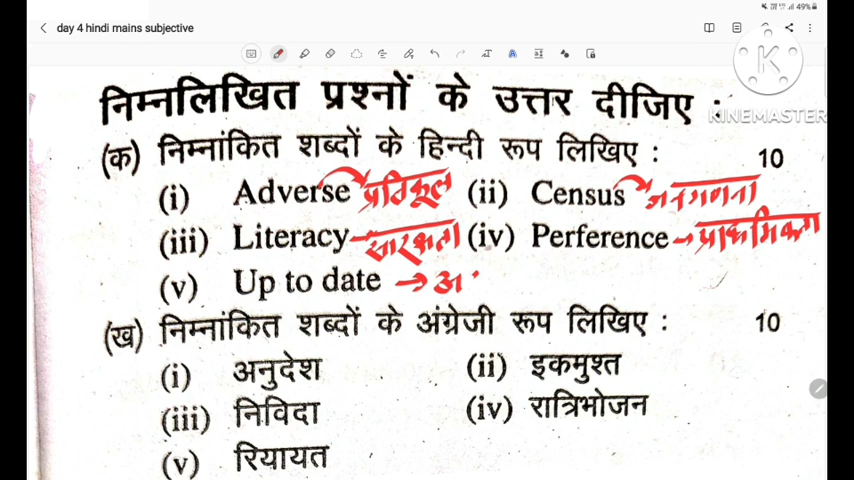 49%
day 4 hindi mains subjective
K
KINEMASTER
निम्नलिखित प्रश्नों के उत्तर दीजिए :
(क) निम्नांकित शब्दों के हिन्दी रूप लिखिए : 10
(i) Adverse प्रतिकूल (ii) Census जनगणना
(iii) Literacy साक्षरता (iv) Perference प्राथमिकता
(v) Up to date अ
(ख) निम्नांकित शब्दों के अंग्रेजी रूप लिखिए : 10
(i) अनुदेश (ii) इकमुश्त
(iii) निविदा (iv) रात्रिभोजन
(v) रियायत